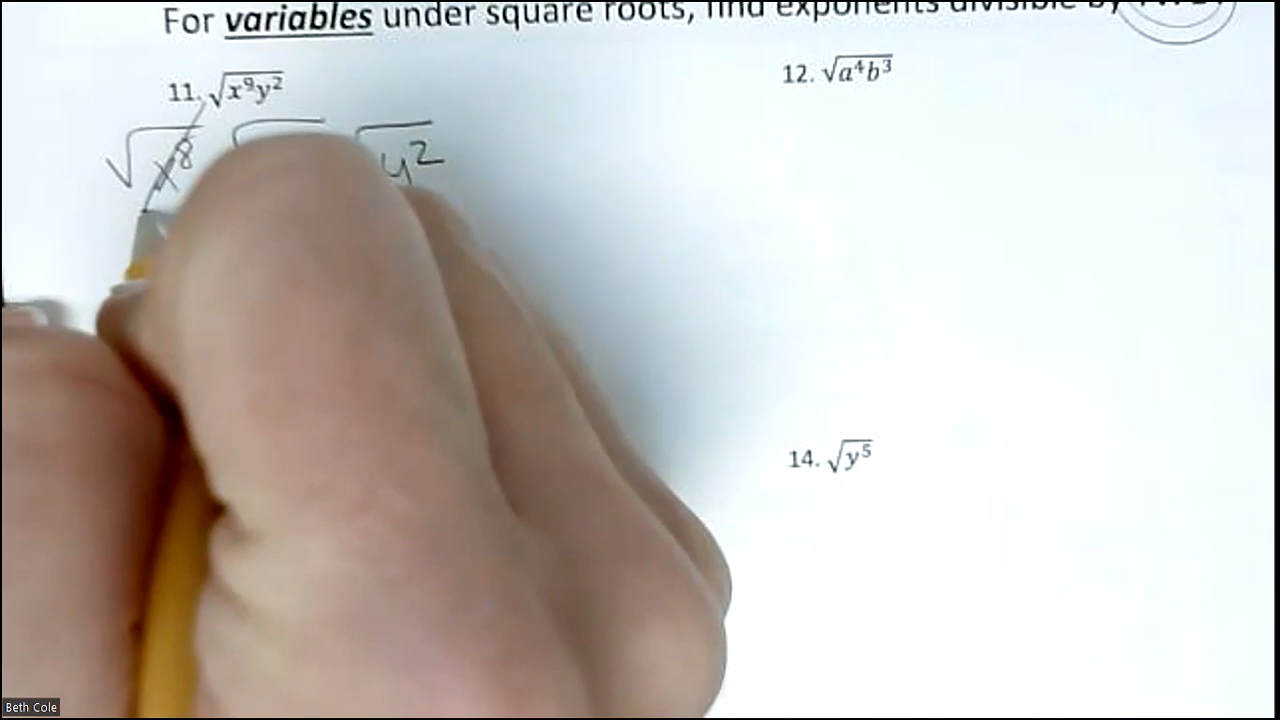 For variables under square roots, find exponents divisible by TWO.
11. √x⁹y²
12. √a⁴b³
√x⁸ y²
14. √y⁵
Beth Cole